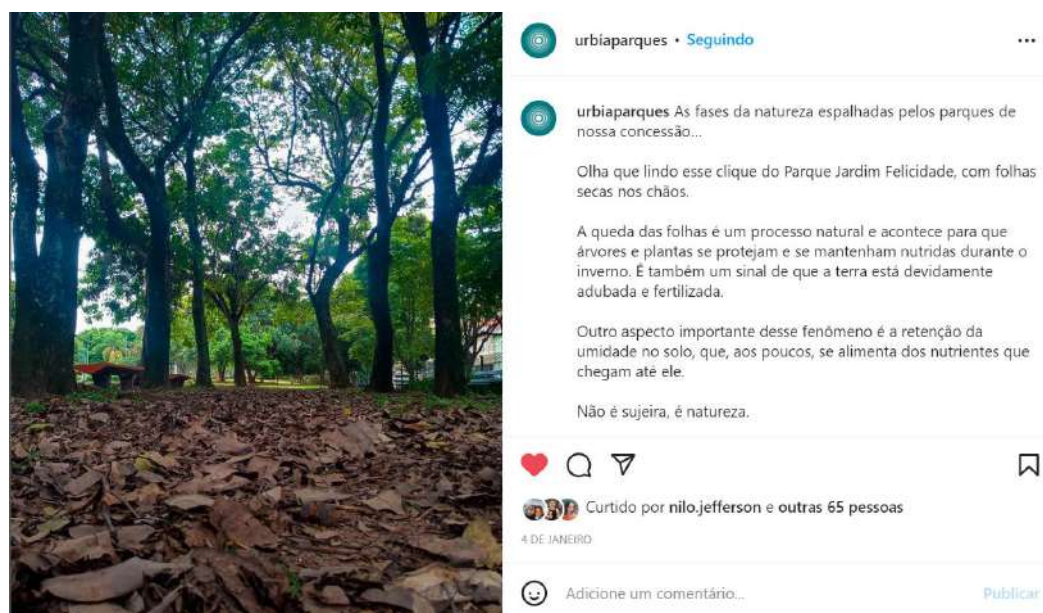 urbiaparques • Seguindo
urbiaparques As fases da natureza espalhadas pelos parques de
nossa concessão...
Olha que lindo esse clique do Parque Jardim Felicidade, com folhas
secas nos chãos.
A queda das folhas é um processo natural e acontece para que
árvores e plantas se protejam e se mantenham nutridas durante o
inverno. É também um sinal de que a terra está devidamente
adubada e fertilizada.
Outro aspecto importante desse fenômeno é a retenção da
umidade no solo, que, aos poucos, se alimenta dos nutrientes que
chegam até ele.
Não é sujeira, é natureza.
Curtido por nilo.jefferson e outras 65 pessoas
4 DE JANEIRO
Adicione um comentário... Publicar